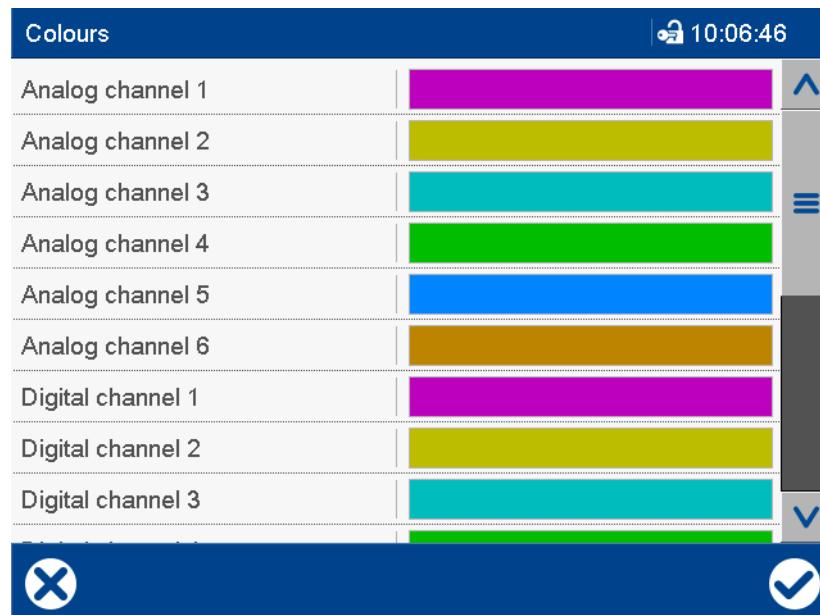 Colours
10:06:46
Analog channel 1
Analog channel 2
Analog channel 3
Analog channel 4
Analog channel 5
Analog channel 6
Digital channel 1
Digital channel 2
Digital channel 3